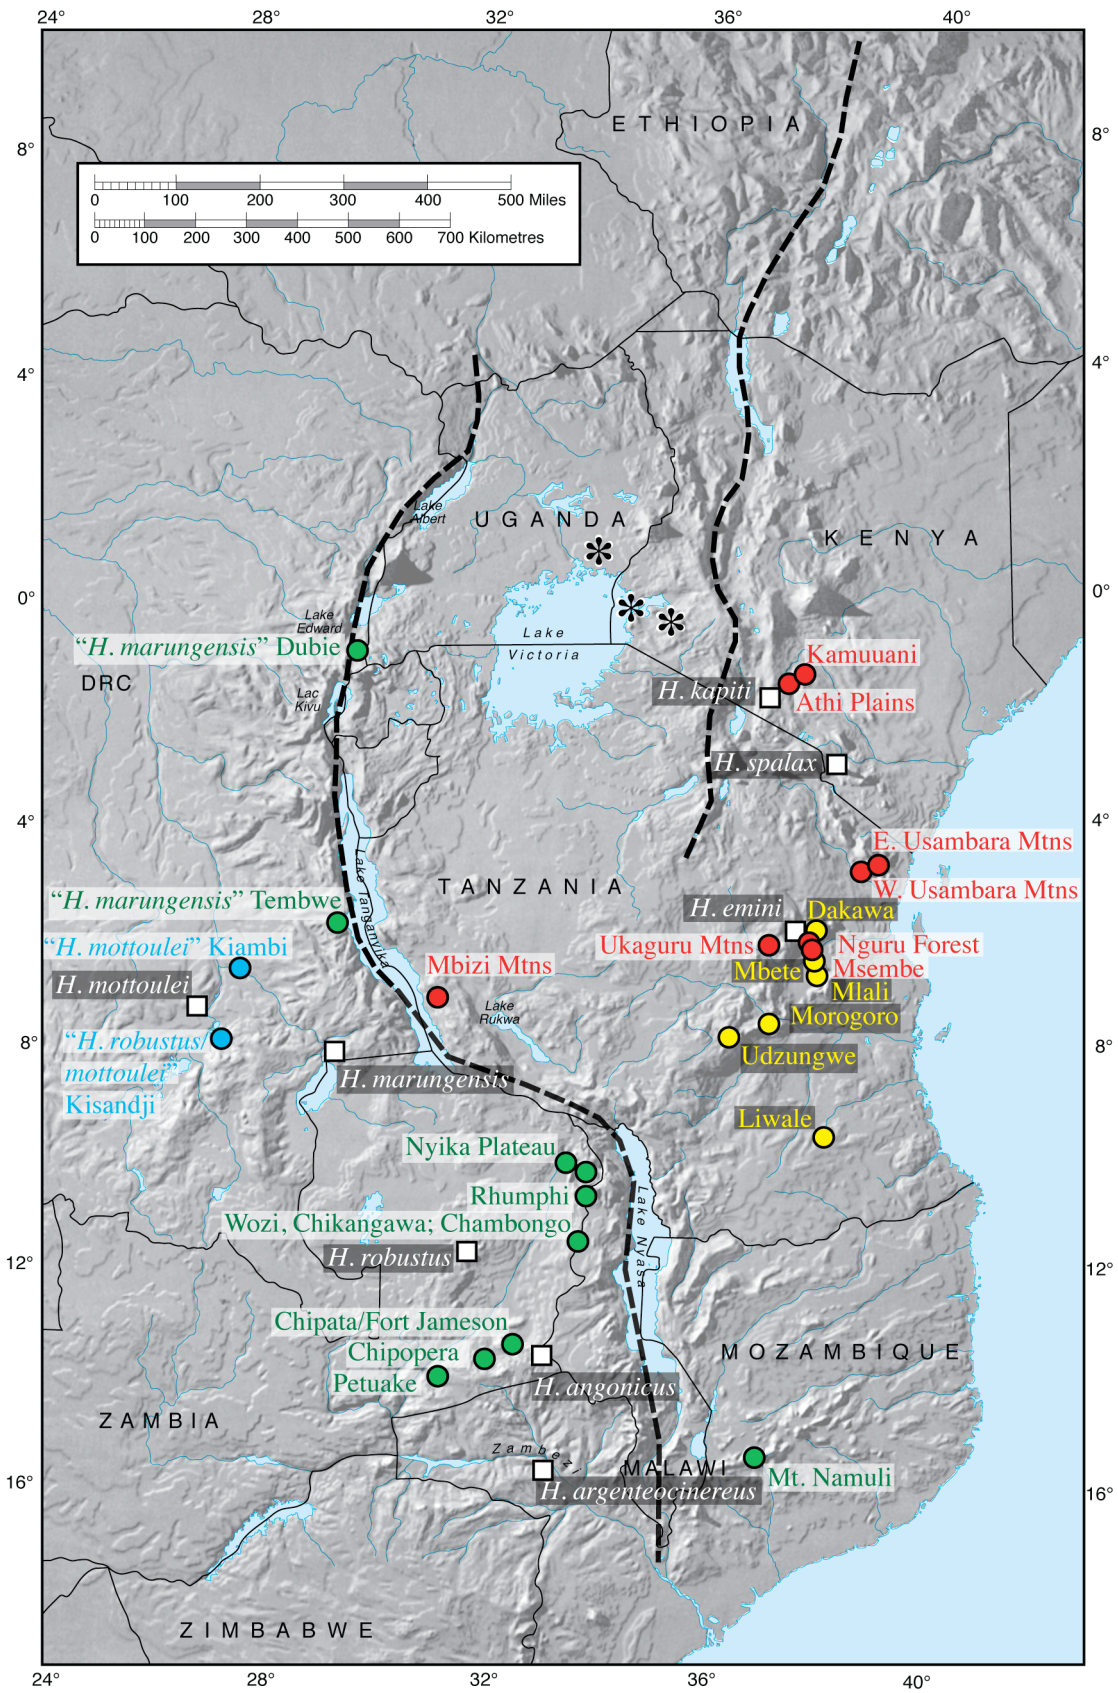 24° 28° 32° 36° 40°
ETHIOPIA
8° 8°
0 100 200 300 400 500 Miles
0 100 200 300 400 500 600 700 Kilometres
4° 4°
Lake
Albert
UGANDA
KENYA
* * *
0° 0°
Lake
Edward
Lake
Victoria
“H. marungensis” Dubie
Kamuuani
DRC
Lac
Kivu
H. kapiti
Athi Plains
H. spalax
4° 4°
E. Usambara Mtns
Lake Tanganyika
TANZANIA
W. Usambara Mtns
“H. marungensis” Tembwe
H. emini
Dakawa
“H. mottoulei” Kiambi
Ukaguru Mtns
Nguru Forest
Mbizi Mtns
Mbete
Msembe
H. mottoulei
Mlali
Lake
Rukwa
Morogoro
8° 8°
“H. robustus/
mottoulei”
Kisandji
Udzungwe
H. marungensis
Liwale
Nyika Plateau
Rhumphi
Lake Nyasa
Wozi, Chikangawa; Chambongo
H. robustus
12° 12°
Chipata/Fort Jameson
Chipopera
MOZAMBIQUE
Petuake
H. angonicus
ZAMBIA
Zambezi
MALAWI
Mt. Namuli
16° 16°
H. argenteocinereus
ZIMBABWE
24° 28° 32° 36° 40°